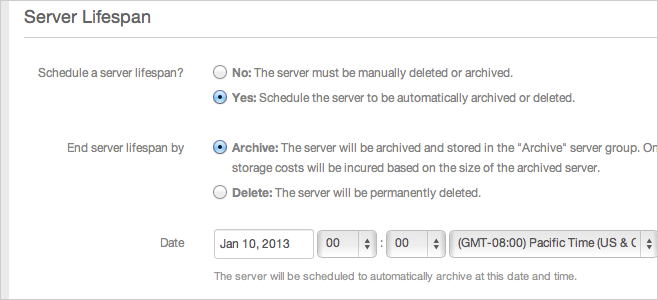 Server Lifespan
Schedule a server lifespan? No: The server must be manually deleted or archived.
Yes: Schedule the server to be automatically archived or deleted.
End server lifespan by Archive: The server will be archived and stored in the "Archive" server group. On
storage costs will be incured based on the size of the archived server.
Delete: The server will be permanently deleted.
Date Jan 10, 2013 00 : 00 (GMT-08:00) Pacific Time (US & C
The server will be scheduled to automatically archive at this date and time.